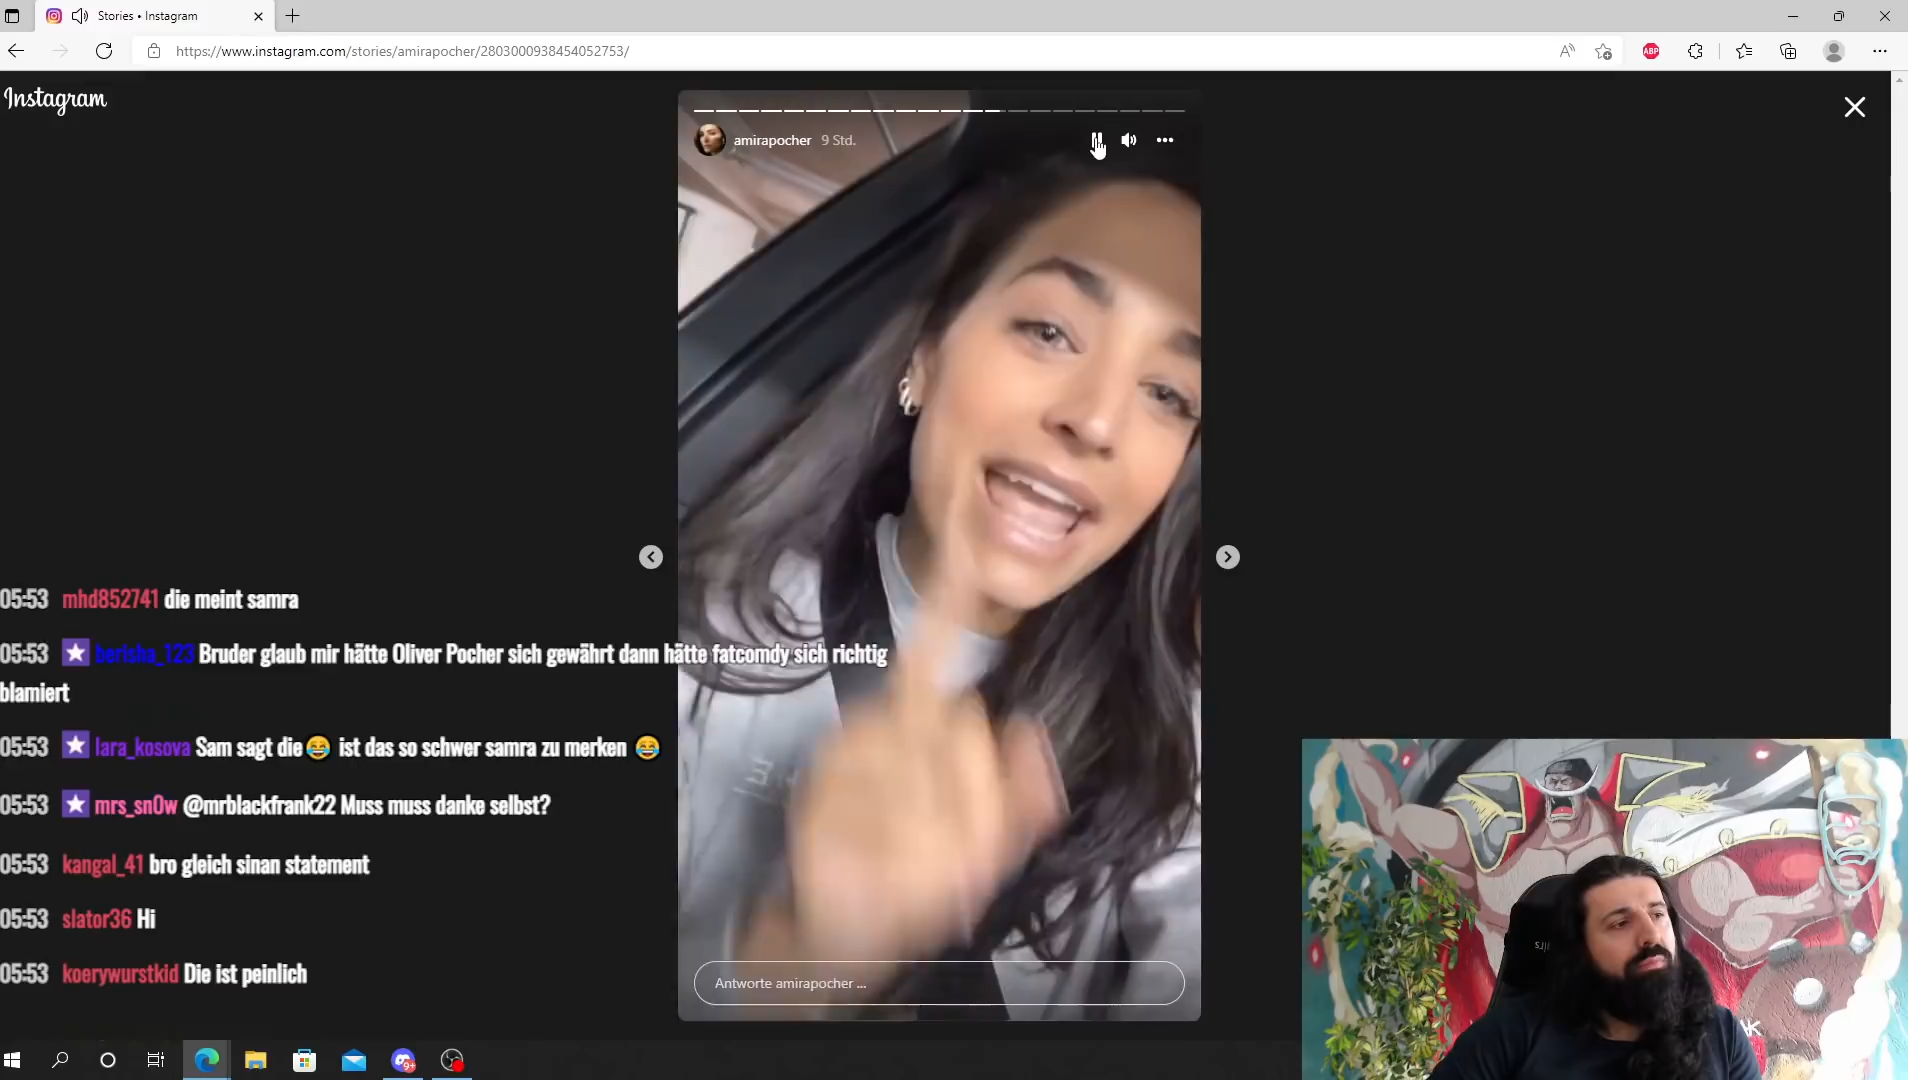 Stories • Instagram
https://www.instagram.com/stories/amirapocher/2803000938454052753/
ABP
Instagram
amirapocher 9 Std.
05:53 mhd852741 die meint samra
05:53 berisha_123 Bruder glaub mir hätte Oliver Pocher sich gewährt dann hätte fatcomdy sich richtig
blamiert
05:53 lara_kosova Sam sagt die😂 ist das so schwer samra zu merken 😂
05:53 mrs_sn0w @mrblackfrank22 Muss muss danke selbst?
05:53 kangal_41 bro gleich sinan statement
05:53 slator36 Hi
05:53 koerywurstkid Die ist peinlich
Antworte amirapocher ...
9+